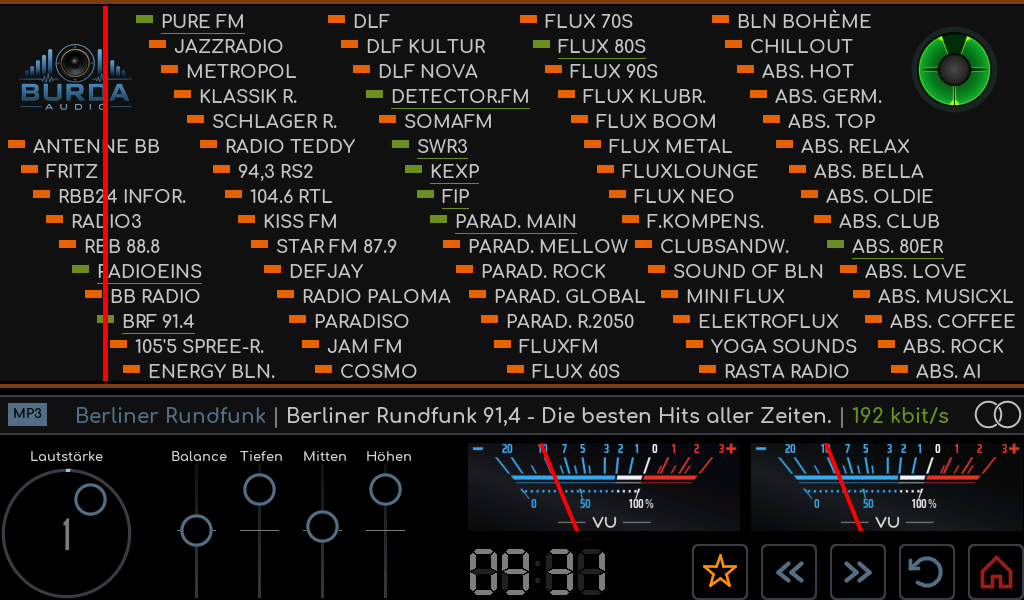 BURDA
AUDIO
PURE FM
JAZZRADIO
METROPOL
KLASSIK R.
SCHLAGER R.
ANTENNE BB
FRITZ
RBB24 INFOR.
RADIO3
RBB 88.8
RADIOEINS
BB RADIO
BRF 91.4
105'5 SPREE-R.
ENERGY BLN.
DLF
DLF KULTUR
DLF NOVA
DETECTOR.FM
SOMAFM
RADIO TEDDY
94,3 RS2
104.6 RTL
KISS FM
STAR FM 87.9
DEFJAY
RADIO PALOMA
PARADISO
JAM FM
COSMO
FLUX 70S
FLUX 80S
FLUX 90S
FLUX KLUBR.
FLUX BOOM
SWR3
KEXP
FIP
PARAD. MAIN
PARAD. MELLOW
PARAD. ROCK
PARAD. GLOBAL
PARAD. R.2050
FLUXFM
FLUX 60S
BLN BOHÈME
CHILLOUT
ABS. HOT
ABS. GERM.
ABS. TOP
FLUX METAL
FLUXLOUNGE
FLUX NEO
F.KOMPENS.
CLUBSANDW.
SOUND OF BLN
MINI FLUX
ELEKTROFLUX
YOGA SOUNDS
RASTA RADIO
ABS. RELAX
ABS. BELLA
ABS. OLDIE
ABS. CLUB
ABS. 80ER
ABS. LOVE
ABS. MUSICXL
ABS. COFFEE
ABS. ROCK
ABS. AI
MP3 Berliner Rundfunk | Berliner Rundfunk 91,4 - Die besten Hits aller Zeiten. | 192 kbit/s
Lautstärke
1
Balance Tiefen Mitten Höhen
- 20 10 7 5 3 2 1 0 1 2 3 +
0 50 100 %
VU
- 20 10 7 5 3 2 1 0 1 2 3 +
0 50 100 %
VU
09:31